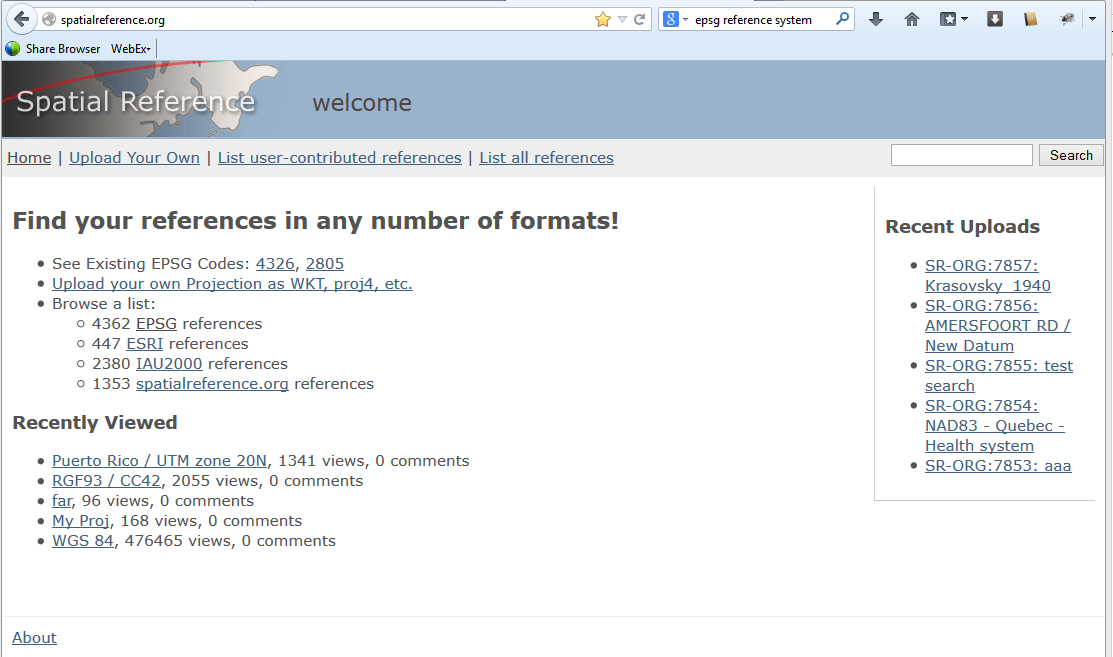 spatialreference.org
epsg reference system
Share Browser WebEx
Spatial Reference
welcome
Home | Upload Your Own | List user-contributed references | List all references
Search
Find your references in any number of formats!
See Existing EPSG Codes: 4326, 2805
Upload your own Projection as WKT, proj4, etc.
Browse a list:
4362 EPSG references
447 ESRI references
2380 IAU2000 references
1353 spatialreference.org references
Recently Viewed
Puerto Rico / UTM zone 20N, 1341 views, 0 comments
RGF93 / CC42, 2055 views, 0 comments
far, 96 views, 0 comments
My Proj, 168 views, 0 comments
WGS 84, 476465 views, 0 comments
Recent Uploads
SR-ORG:7857:
Krasovsky_1940
SR-ORG:7856:
AMERSFOORT RD /
New Datum
SR-ORG:7855: test
search
SR-ORG:7854:
NAD83 - Quebec -
Health system
SR-ORG:7853: aaa
About